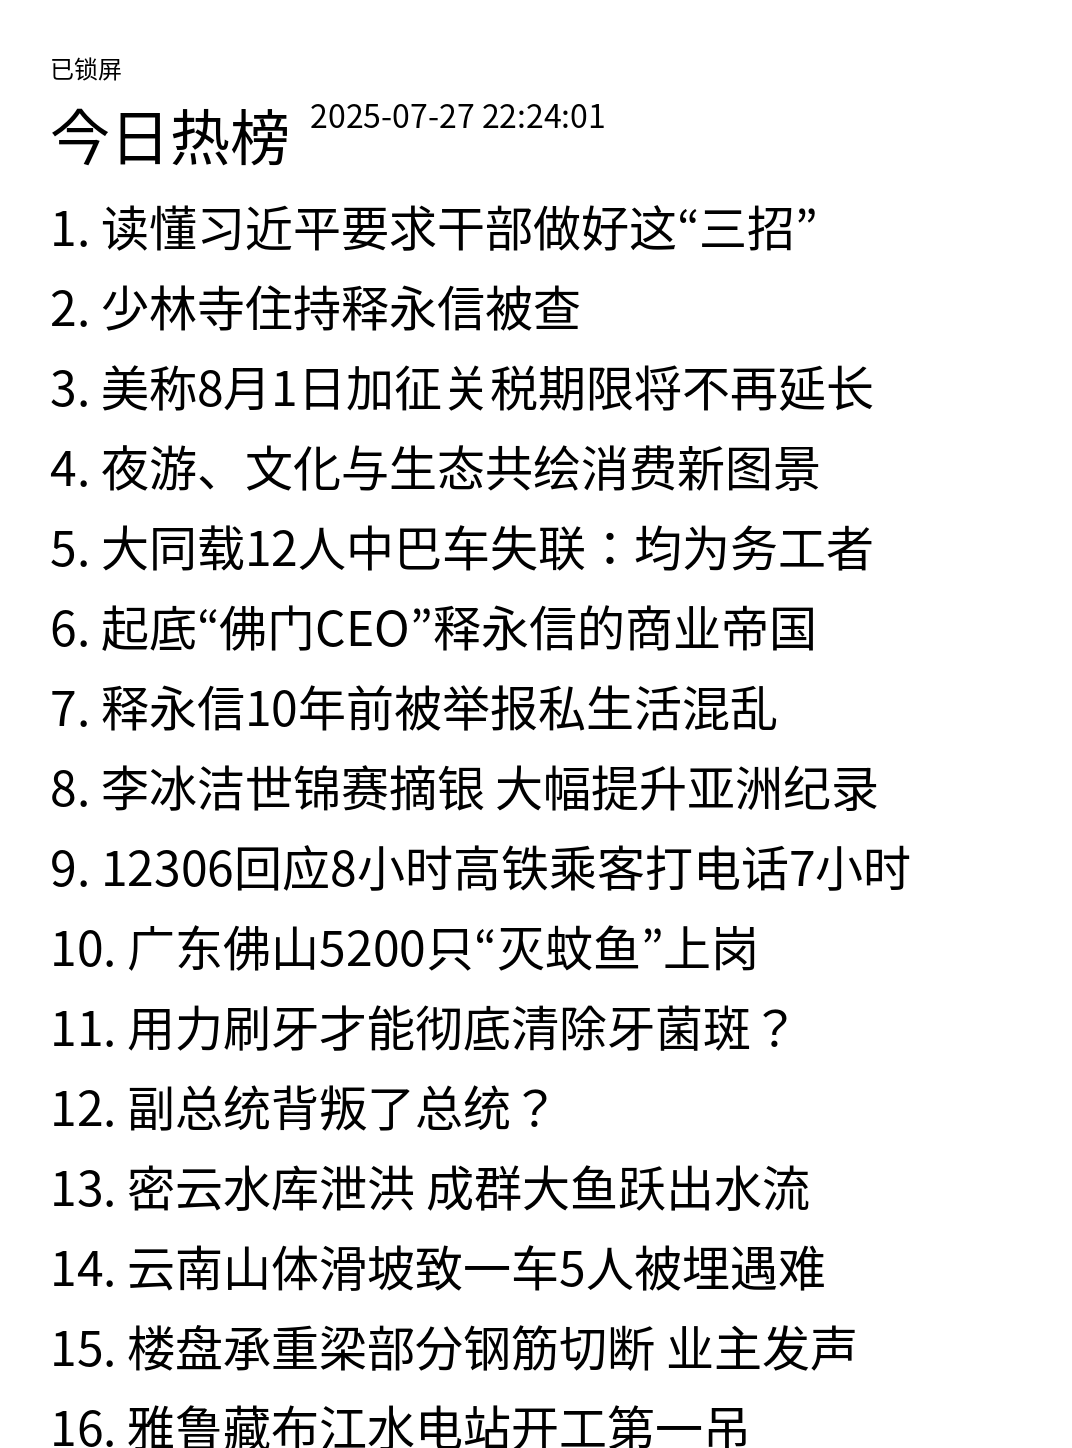 已锁屏
今日热榜 2025-07-27 22:24:01
1. 读懂习近平要求干部做好这“三招”
2. 少林寺住持释永信被查
3. 美称8月1日加征关税期限将不再延长
4. 夜游、文化与生态共绘消费新图景
5. 大同载12人中巴车失联：均为务工者
6. 起底“佛门CEO”释永信的商业帝国
7. 释永信10年前被举报私生活混乱
8. 李冰洁世锦赛摘银 大幅提升亚洲纪录
9. 12306回应8小时高铁乘客打电话7小时
10. 广东佛山5200只“灭蚊鱼”上岗
11. 用力刷牙才能彻底清除牙菌斑？
12. 副总统背叛了总统？
13. 密云水库泄洪 成群大鱼跃出水流
14. 云南山体滑坡致一车5人被埋遇难
15. 楼盘承重梁部分钢筋切断 业主发声
16. 雅鲁藏布江水电站开工第一吊